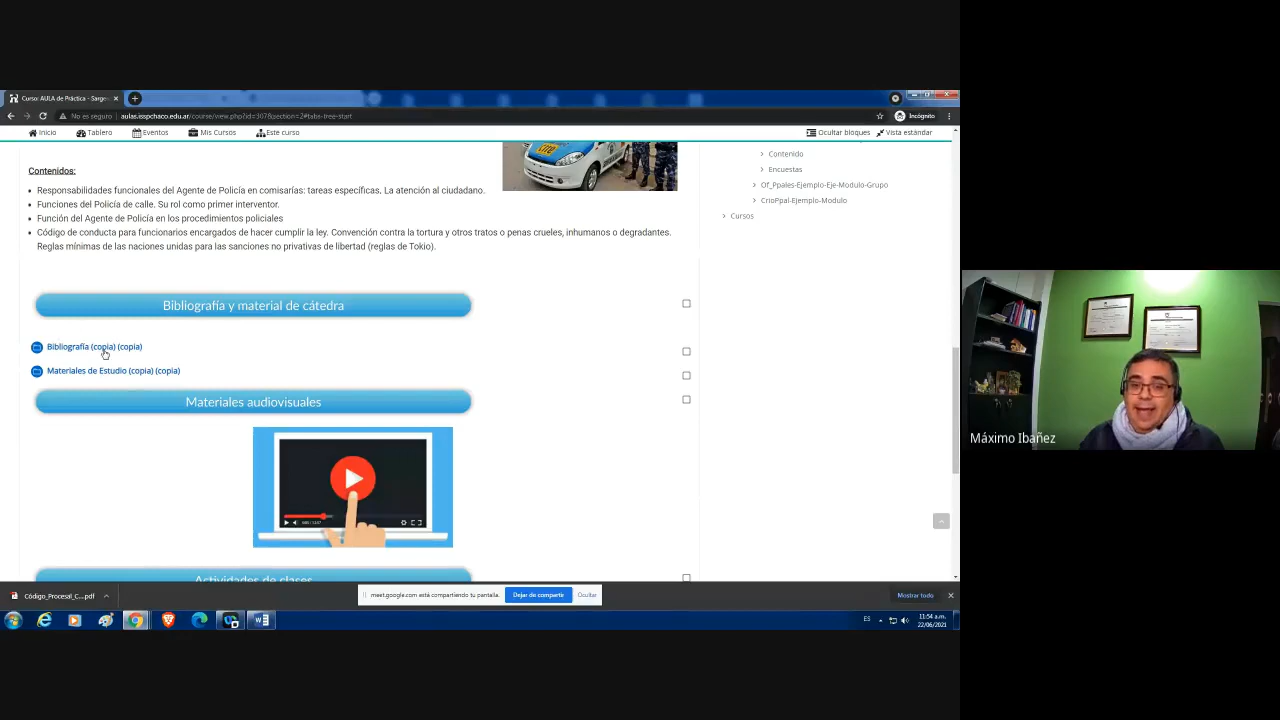 Curso: AULA de Práctica - Sarge
No es seguro
aulas.isspchaco.edu.ar/course/view.php?id=307&section=2#tabs-tree-start
Incógnito
Inicio
Tablero
Eventos
Mis Cursos
Este curso
Ocultar bloques
Vista estándar
Contenidos:
Responsabilidades funcionales del Agente de Policía en comisarías: tareas específicas. La atención al ciudadano.
Funciones del Policía de calle. Su rol como primer interventor.
Función del Agente de Policía en los procedimientos policiales
Código de conducta para funcionarios encargados de hacer cumplir la ley. Convención contra la tortura y otros tratos o penas crueles, inhumanos o degradantes.
Reglas mínimas de las naciones unidas para las sanciones no privativas de libertad (reglas de Tokio).
Contenido
Encuestas
Of_Ppales-Ejemplo-Eje-Modulo-Grupo
CrioPpal-Ejemplo-Modulo
Cursos
Bibliografía y material de cátedra
Bibliografía (copia) (copia)
Materiales de Estudio (copia) (copia)
Materiales audiovisuales
Actividades de clases
Máximo Ibañez
Código_Procesal_C....pdf
meet.google.com está compartiendo tu pantalla.
Dejar de compartir
Ocultar
Mostrar todo
ES
11:54 a.m.
22/06/2021